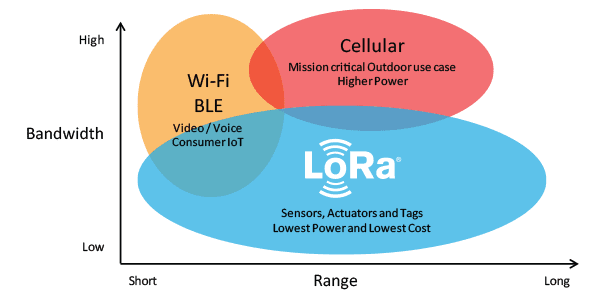 High
Cellular
Mission critical Outdoor use case
Higher Power
Wi-Fi
BLE
Video / Voice
Consumer IoT
Bandwidth
LoRa®
Sensors, Actuators and Tags
Lowest Power and Lowest Cost
Low
Short
Range
Long